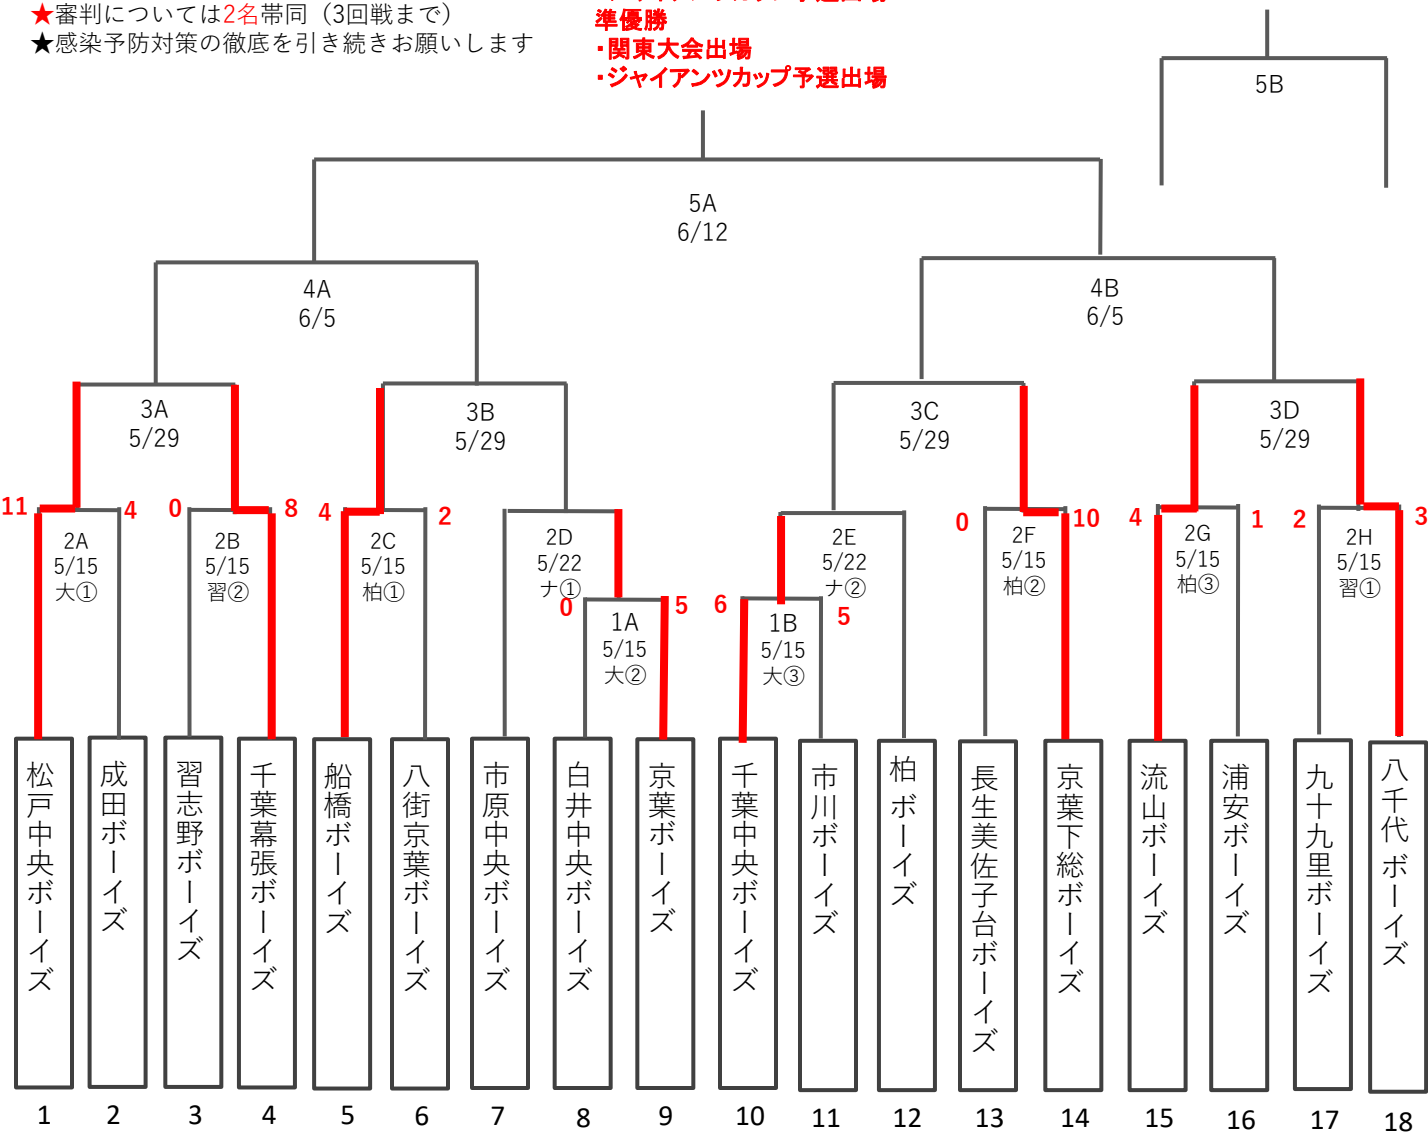 ★審判については2名帯同（3回戦まで）
★感染予防対策の徹底を引き続きお願いします
準優勝
・関東大会出場
・ジャイアンツカップ予選出場
5B
5A
6/12
4A
6/5
4B
6/5
3A
5/29
3B
5/29
3C
5/29
3D
5/29
11
4
0
8
4
2
0
10
4
1
2
3
2A
5/15
大①
2B
5/15
習②
2C
5/15
柏①
2D
5/22
ナ①
2E
5/22
ナ②
2F
5/15
柏②
2G
5/15
柏③
2H
5/15
習①
0
5
6
5
1A
5/15
大②
1B
5/15
大③
松戸中央ボーイズ
成田ボーイズ
習志野ボーイズ
千葉幕張ボーイズ
船橋ボーイズ
八街京葉ボーイズ
市原中央ボーイズ
白井中央ボーイズ
京葉ボーイズ
千葉中央ボーイズ
市川ボーイズ
柏 ボーイズ
長生美佐子台ボーイズ
京葉下総ボーイズ
流山ボーイズ
浦安ボーイズ
九十九里ボーイズ
八千代 ボーイズ
1
2
3
4
5
6
7
8
9
10
11
12
13
14
15
16
17
18